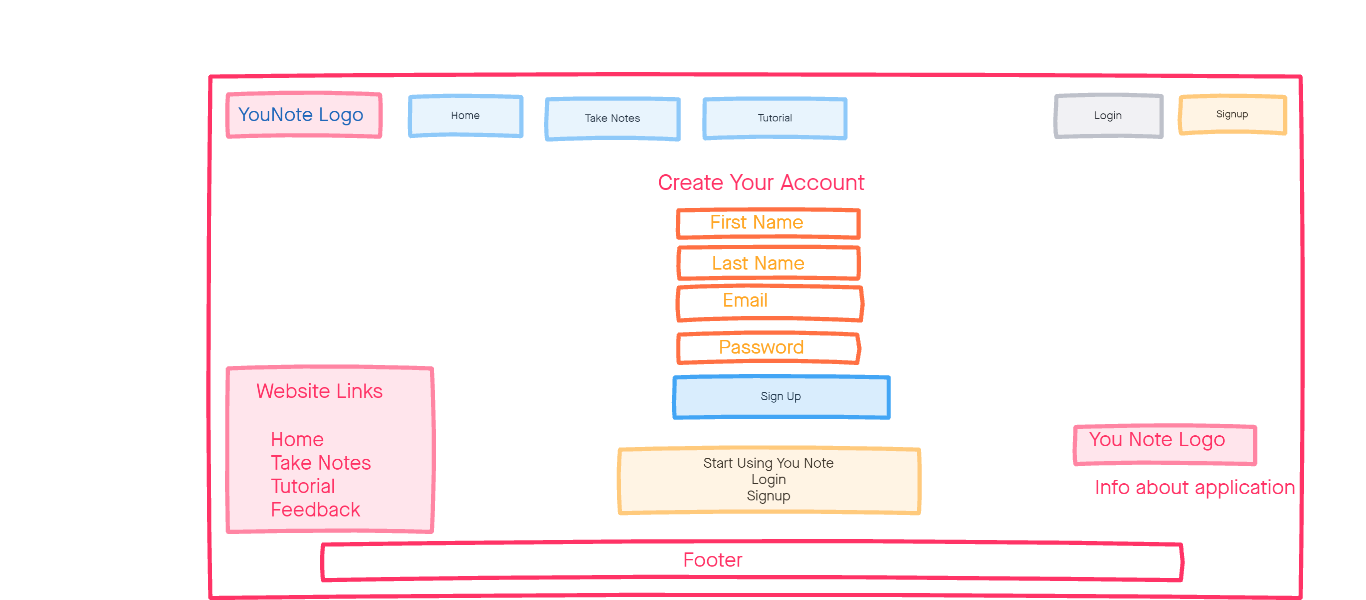 YouNote Logo
Home
Take Notes
Tutorial
Login
Signup
Create Your Account
First Name
Last Name
Email
Password
Sign Up
Website Links
Home
Take Notes
Tutorial
Feedback
Start Using You Note
Login
Signup
You Note Logo
Info about application
Footer